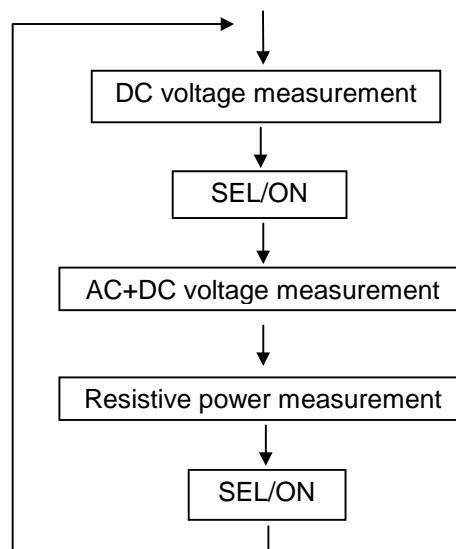 DC voltage measurement
SEL/ON
AC+DC voltage measurement
Resistive power measurement
SEL/ON